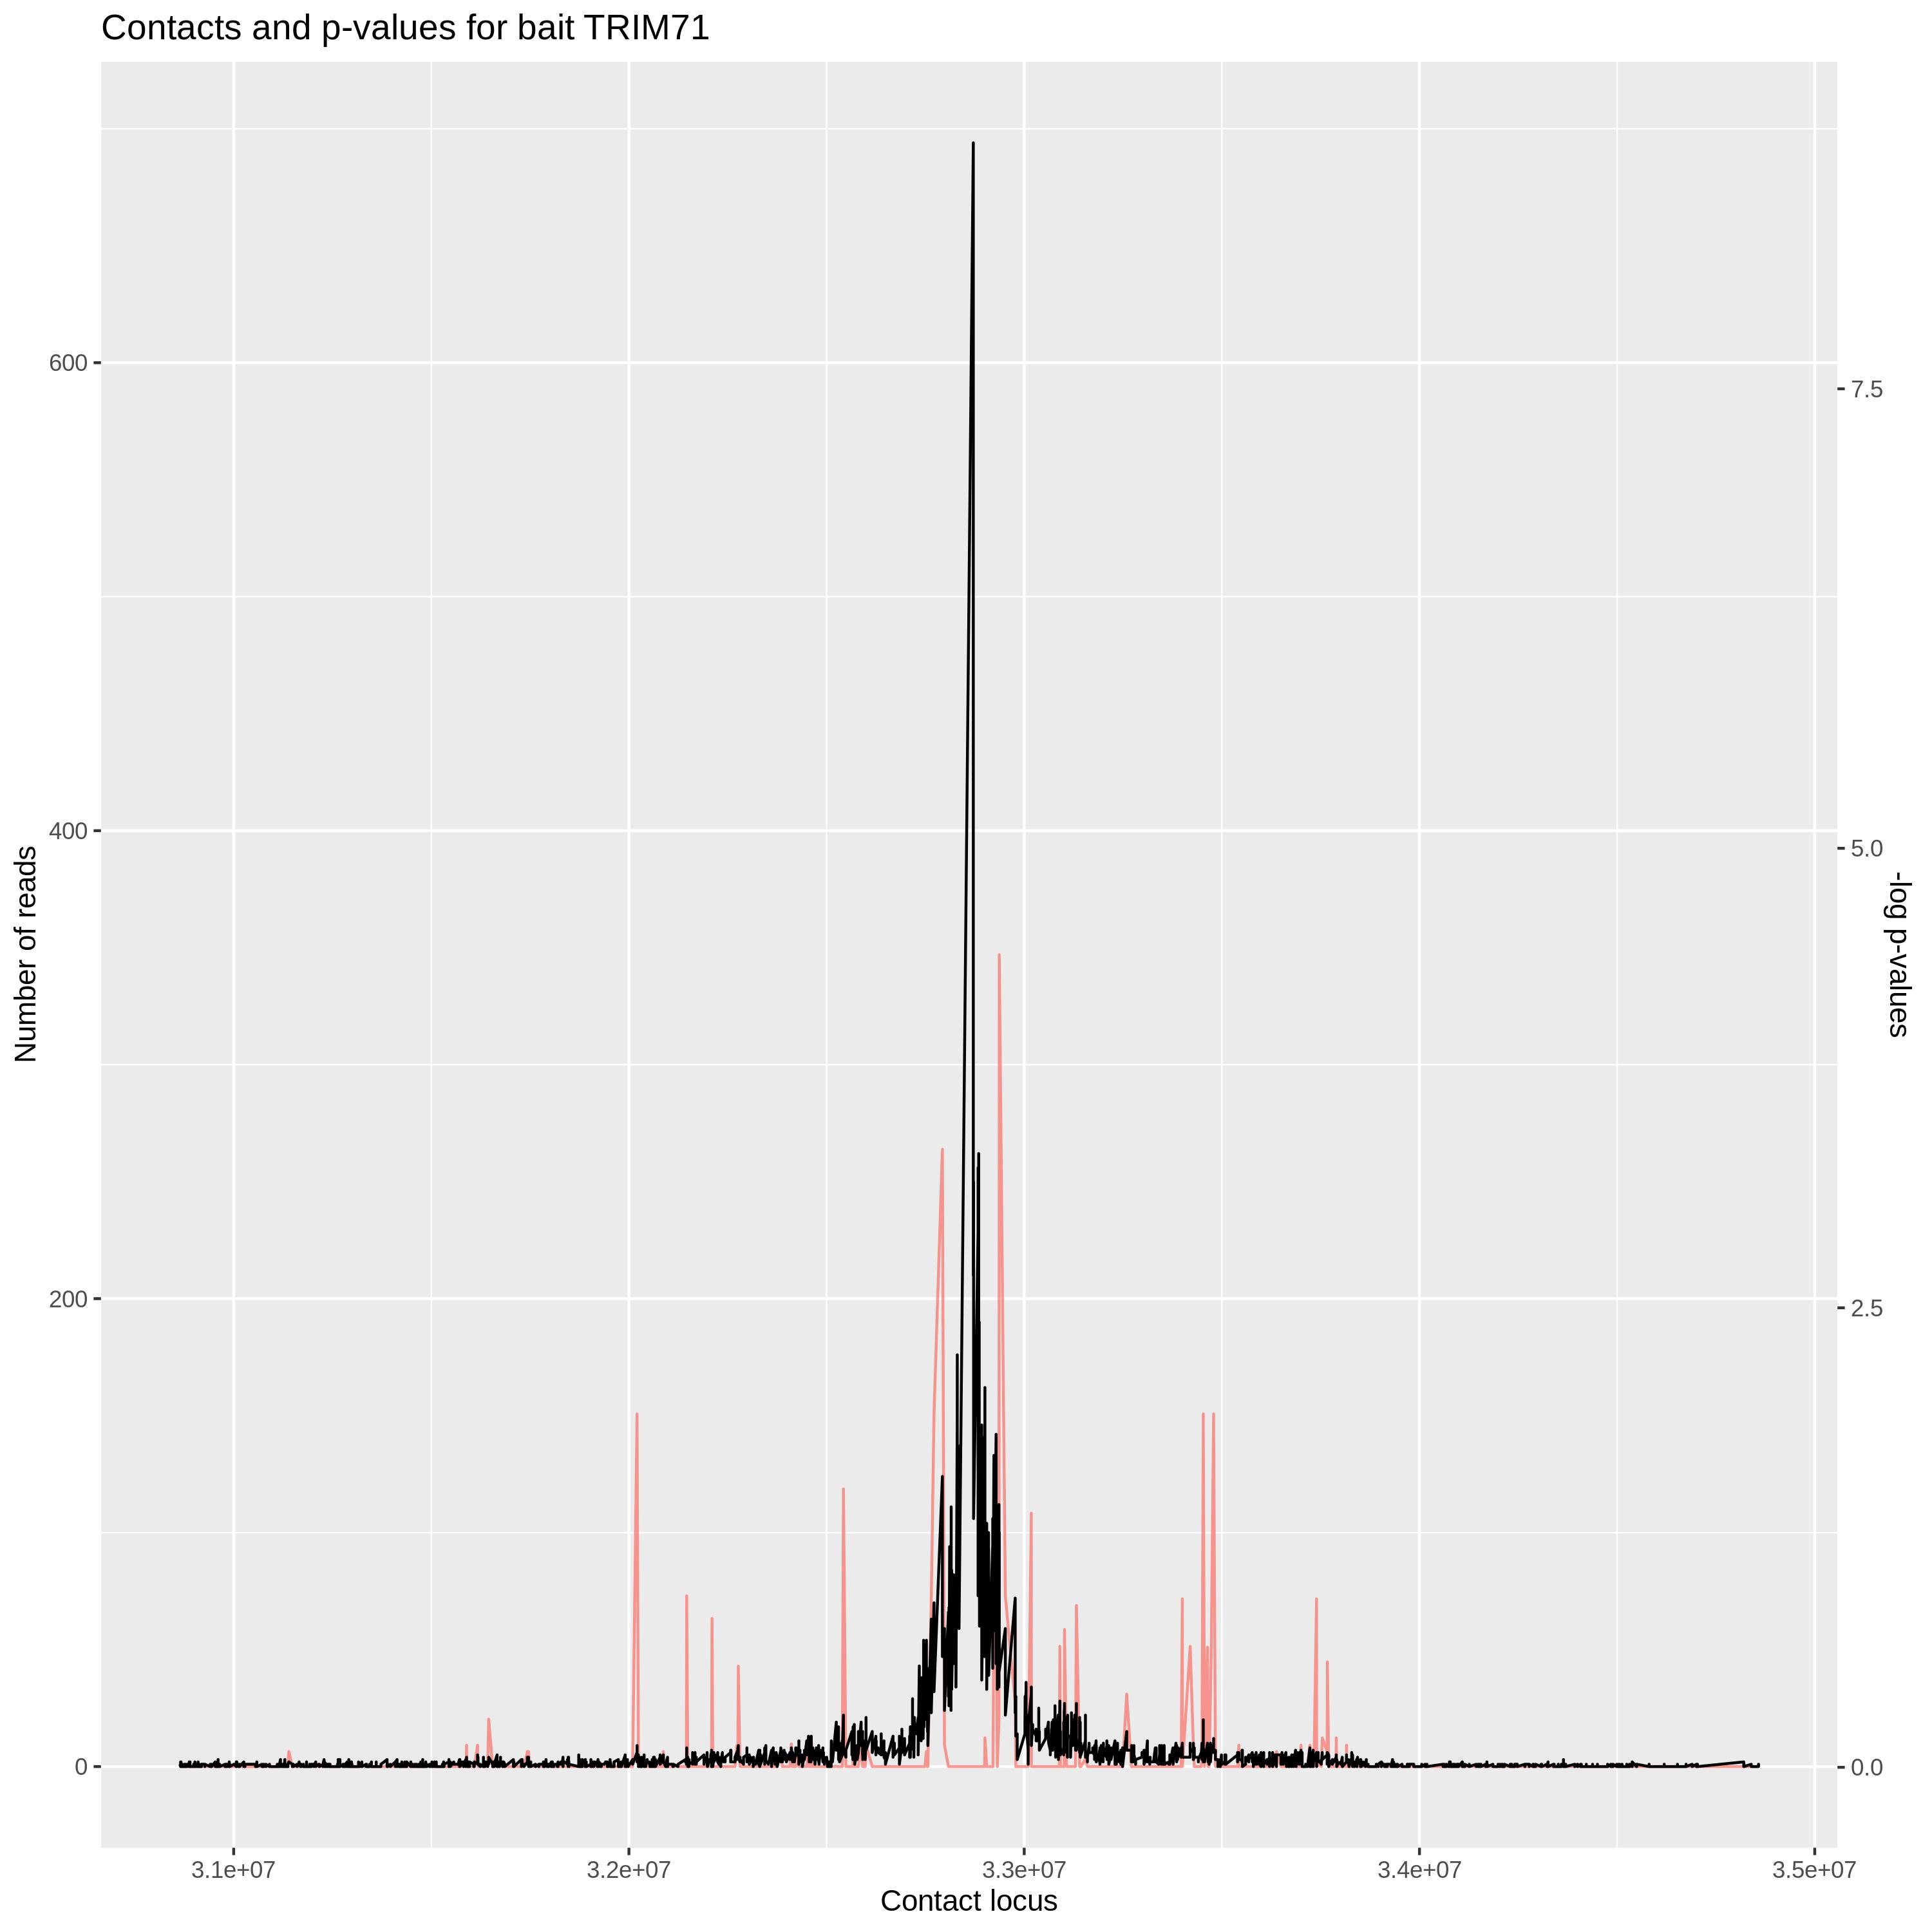 Contacts and p-values for bait TRIM71
600
400
200
0
7.5
5.0
2.5
0.0
Number of reads
-log p-values
3.1e+07 3.2e+07 3.3e+07 3.4e+07 3.5e+07
Contact locus